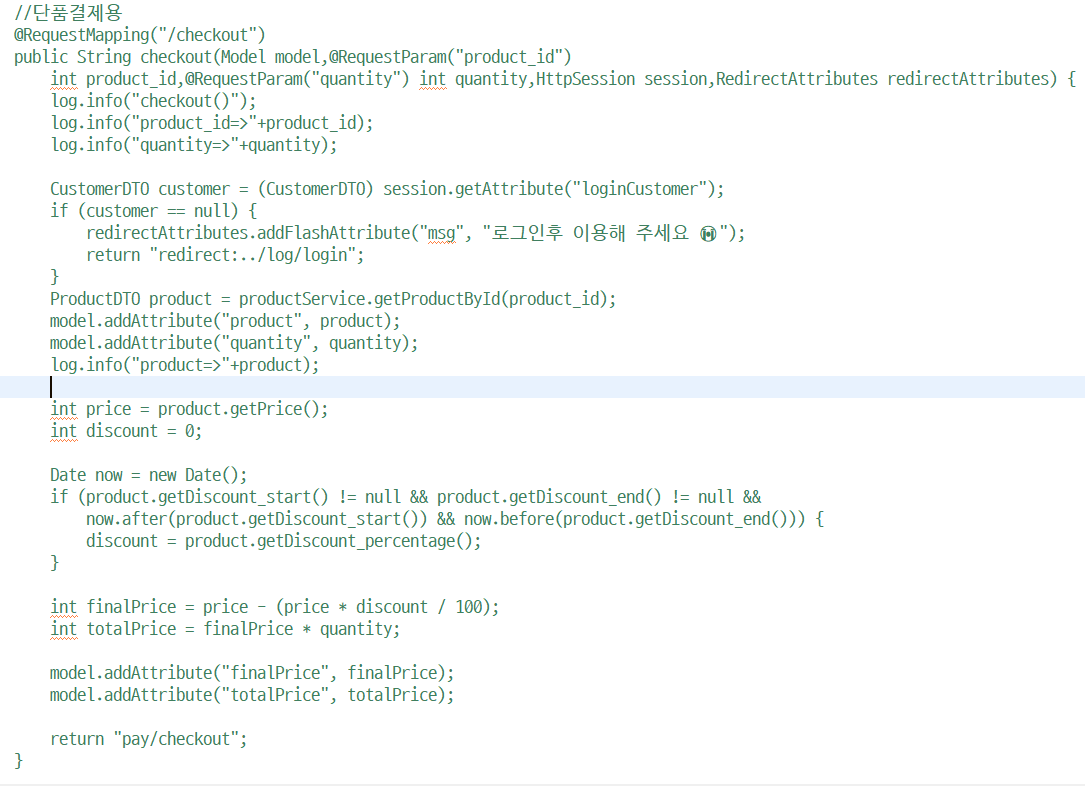 //단품결제용
@RequestMapping("/checkout")
public String checkout(Model model,@RequestParam("product_id")
    int product_id,@RequestParam("quantity") int quantity,HttpSession session,RedirectAttributes redirectAttributes) {
    log.info("checkout()");
    log.info("product_id=>"+product_id);
    log.info("quantity=>"+quantity);

    CustomerDTO customer = (CustomerDTO) session.getAttribute("loginCustomer");
    if (customer == null) {
        redirectAttributes.addFlashAttribute("msg", "로그인후 이용해 주세요 ");
        return "redirect:../log/login";
    }
    ProductDTO product = productService.getProductById(product_id);
    model.addAttribute("product", product);
    model.addAttribute("quantity", quantity);
    log.info("product=>"+product);

    int price = product.getPrice();
    int discount = 0;

    Date now = new Date();
    if (product.getDiscount_start() != null && product.getDiscount_end() != null &&
        now.after(product.getDiscount_start()) && now.before(product.getDiscount_end())) {
        discount = product.getDiscount_percentage();
    }

    int finalPrice = price - (price * discount / 100);
    int totalPrice = finalPrice * quantity;

    model.addAttribute("finalPrice", finalPrice);
    model.addAttribute("totalPrice", totalPrice);

    return "pay/checkout";
}